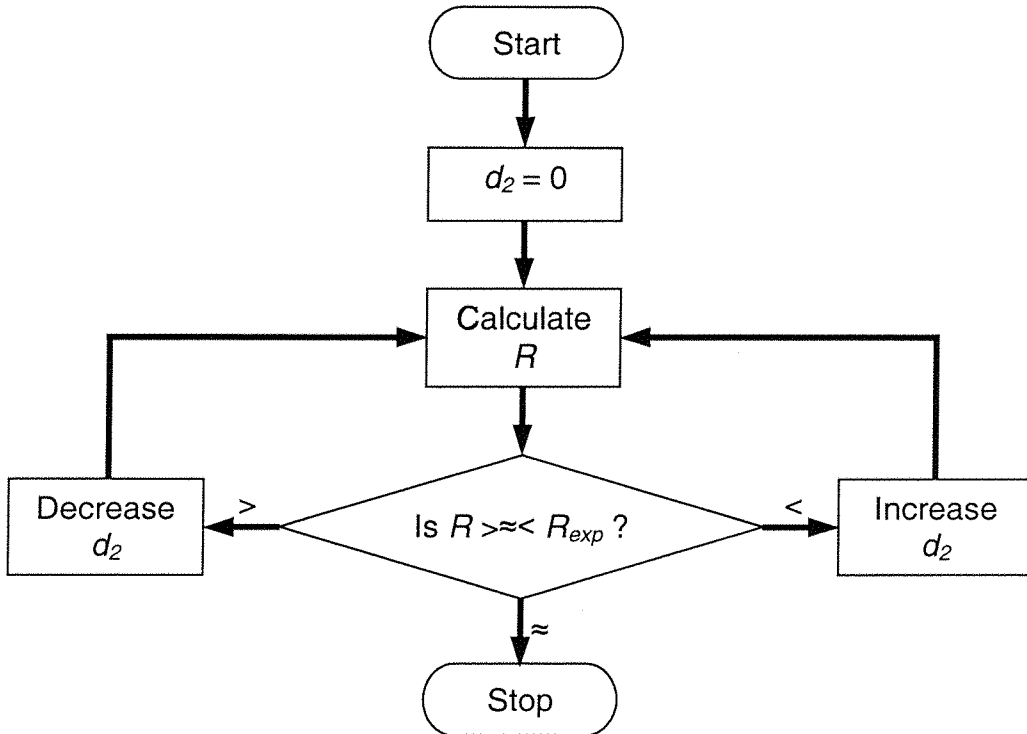 Start
d₂ = 0
Calculate
R
>
<
Decrease
d₂
Is R >≈< Rₑₓₚ ?
Increase
d₂
≈
Stop